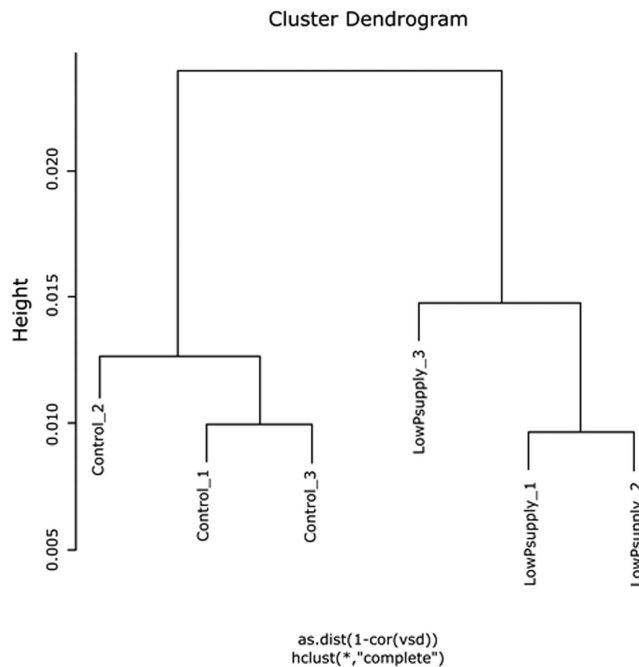 Cluster Dendrogram
Height
0.020
0.015
0.010
0.005
Control_2
Control_1
Control_3
LowPsupply_3
LowPsupply_1
LowPsupply_2
as.dist(1-cor(vsd))
hclust(*,"complete")